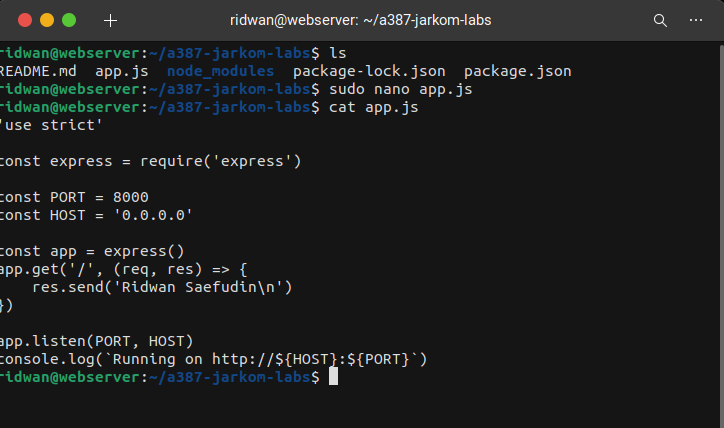 ridwan@webserver: ~/a387-jarkom-labs
ridwan@webserver:~/a387-jarkom-labs$ ls
README.md  app.js  node_modules  package-lock.json  package.json
ridwan@webserver:~/a387-jarkom-labs$ sudo nano app.js
ridwan@webserver:~/a387-jarkom-labs$ cat app.js
'use strict'
const express = require('express')
const PORT = 8000
const HOST = '0.0.0.0'
const app = express()
app.get('/', (req, res) => {
    res.send('Ridwan Saefudin\n')
})
app.listen(PORT, HOST)
console.log(`Running on http://${HOST}:${PORT}`)
ridwan@webserver:~/a387-jarkom-labs$